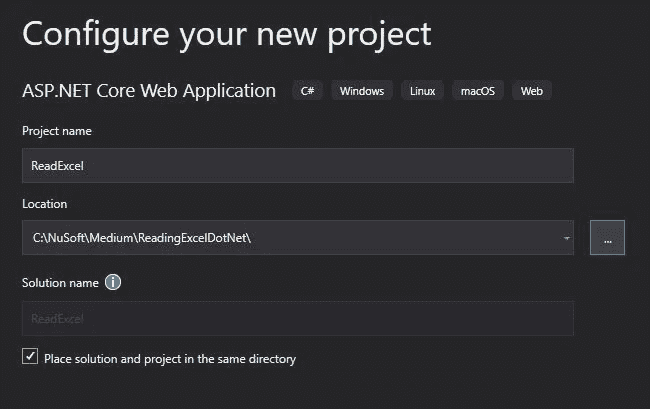 Configure your new project
ASP.NET Core Web Application C# Windows Linux macOS Web
Project name
ReadExcel
Location
C:\NuSoft\Medium\ReadingExcelDotNet\ ...
Solution name i
ReadExcel
Place solution and project in the same directory